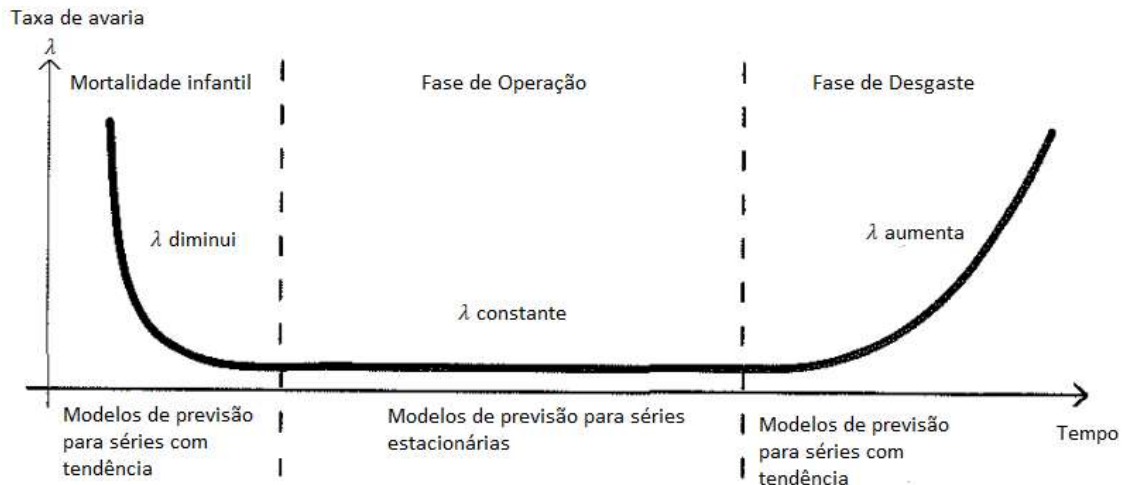 Taxa de avaria
λ
Mortalidade infantil
Fase de Operação
Fase de Desgaste
λ diminui
λ aumenta
λ constante
Modelos de previsão
para séries com
tendência
Modelos de previsão para séries
estacionárias
Modelos de previsão
para séries com
tendência
Tempo